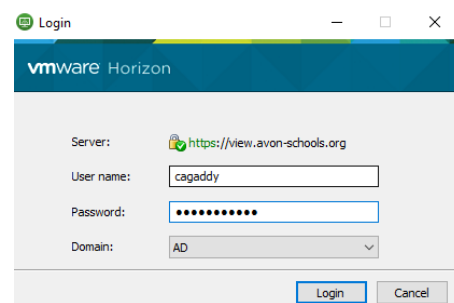 Login
vmware Horizon
Server: https://view.avon-schools.org
User name: cagaddy
Password: •••••••••••
Domain: AD
Login Cancel